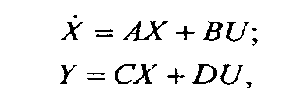 Ẋ = AX + BU;
Y = CX + DU,